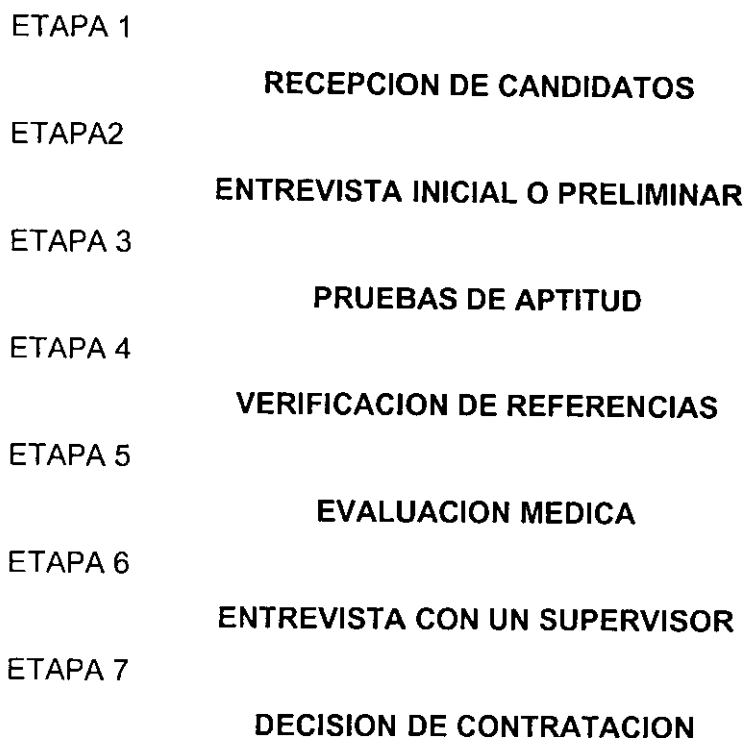 ETAPA 1
RECEPCION DE CANDIDATOS
ETAPA2
ENTREVISTA INICIAL O PRELIMINAR
ETAPA 3
PRUEBAS DE APTITUD
ETAPA 4
VERIFICACION DE REFERENCIAS
ETAPA 5
EVALUACION MEDICA
ETAPA 6
ENTREVISTA CON UN SUPERVISOR
ETAPA 7
DECISION DE CONTRATACION